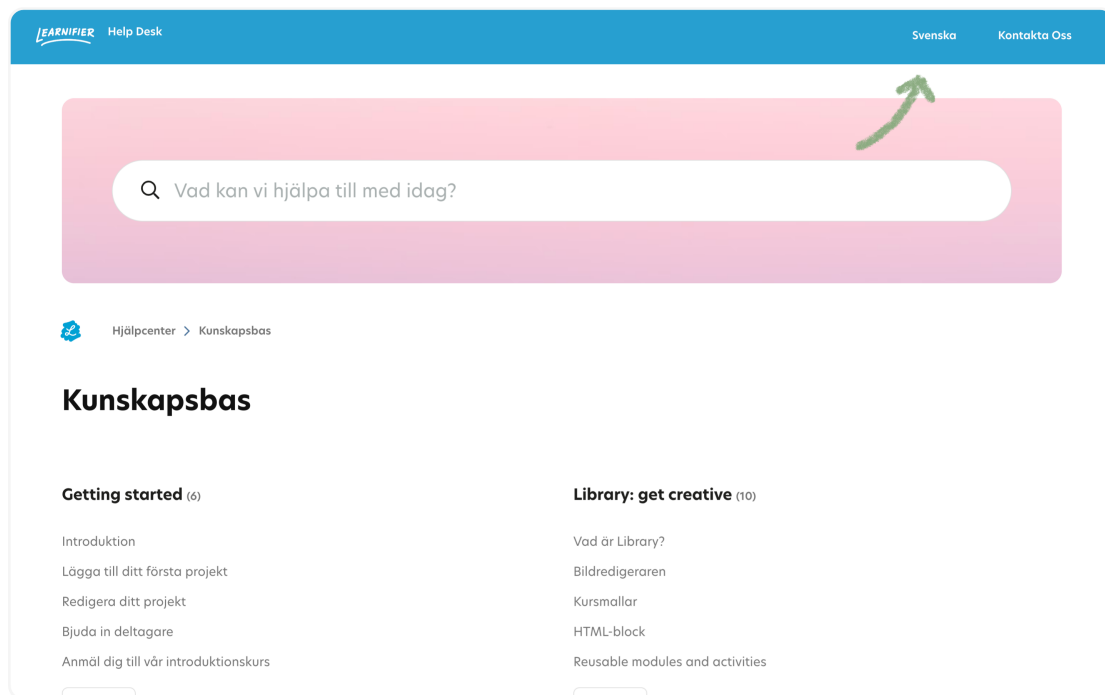 LEARNIFIER Help Desk Svenska Kontakta Oss
Vad kan vi hjälpa till med idag?
Hjälpcenter > Kunskapsbas
Kunskapsbas
Getting started (6)
Introduktion
Lägga till ditt första projekt
Redigera ditt projekt
Bjuda in deltagare
Anmäl dig till vår introduktionskurs
Library: get creative (10)
Vad är Library?
Bildredigeraren
Kursmallar
HTML-block
Reusable modules and activities